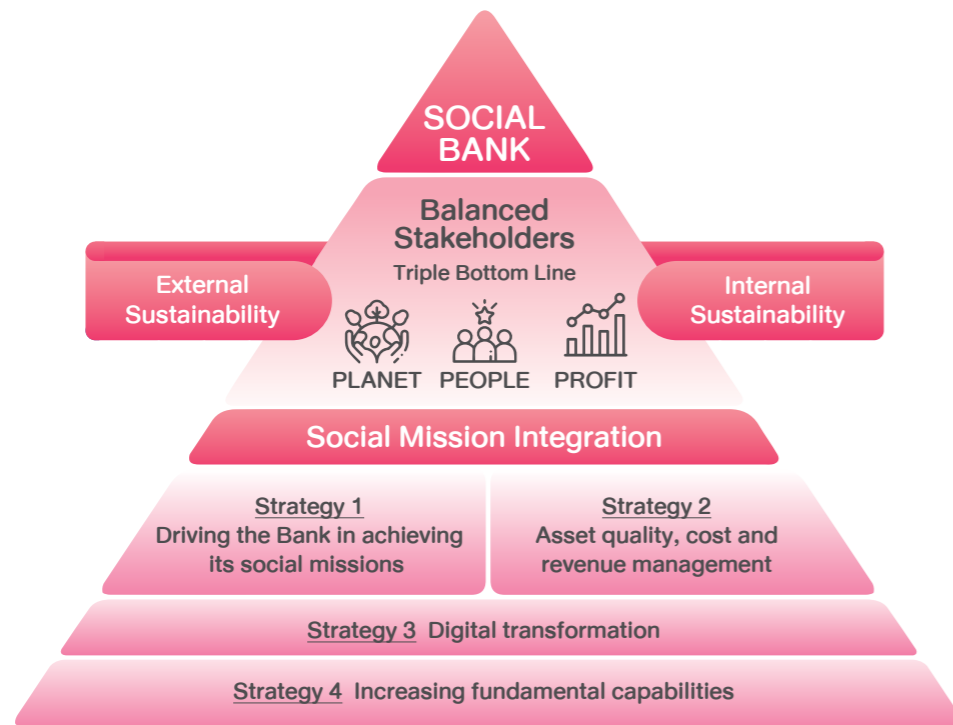 SOCIAL
BANK
Balanced
Stakeholders
Triple Bottom Line
External
Sustainability
Internal
Sustainability
PLANET
PEOPLE
PROFIT
Social Mission Integration
Strategy 1
Driving the Bank in achieving
its social missions
Strategy 2
Asset quality, cost and
revenue management
Strategy 3 Digital transformation
Strategy 4 Increasing fundamental capabilities